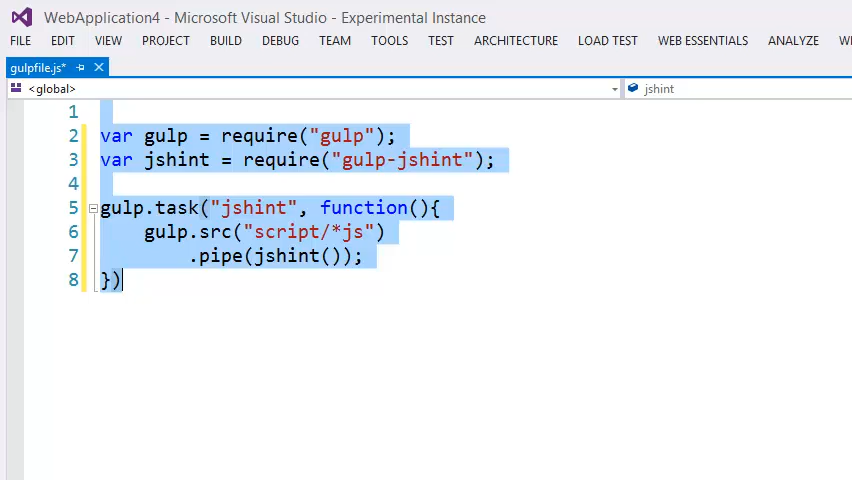 WebApplication4 - Microsoft Visual Studio - Experimental Instance
FILE EDIT VIEW PROJECT BUILD DEBUG TEAM TOOLS TEST ARCHITECTURE LOAD TEST WEB ESSENTIALS ANALYZE WI
gulpfile.js*
<global> jshint
1
2 var gulp = require("gulp");
3 var jshint = require("gulp-jshint");
4
5 gulp.task("jshint", function(){
6 gulp.src("script/*js")
7 .pipe(jshint());
8 })